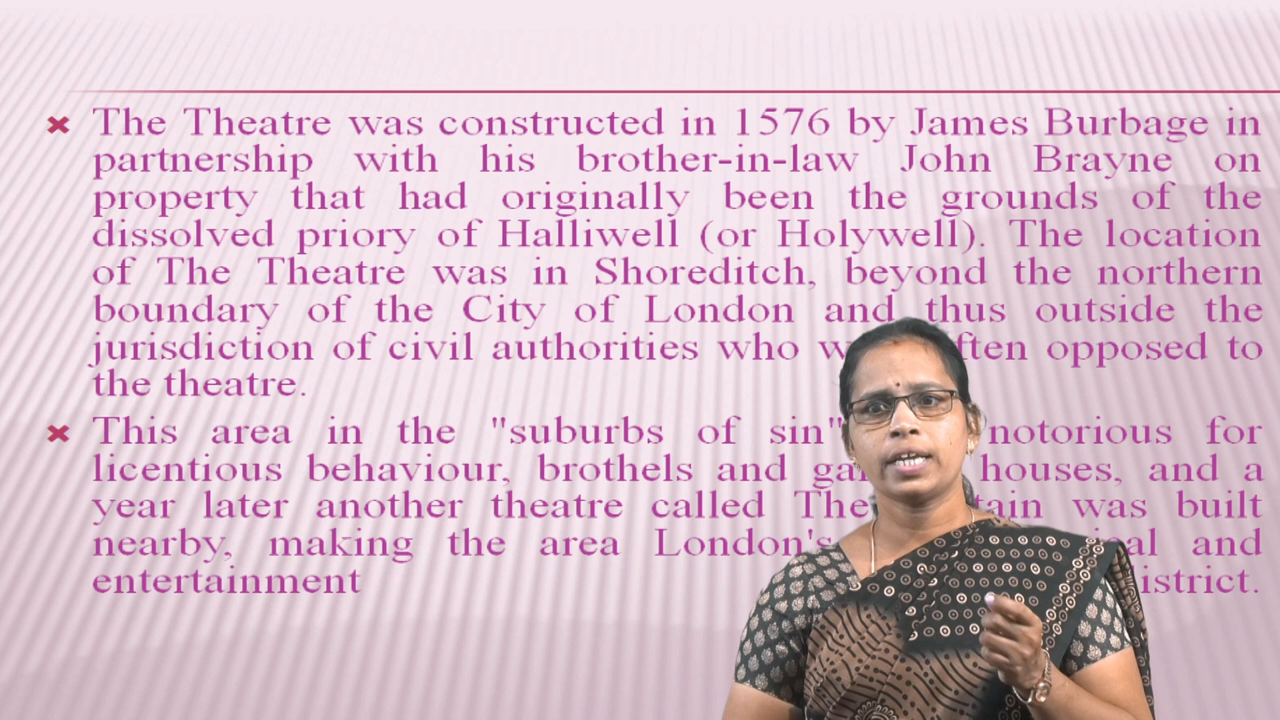 The Theatre was constructed in 1576 by James Burbage in
partnership with his brother-in-law John Brayne on
property that had originally been the grounds of the
dissolved priory of Halliwell (or Holywell). The location
of The Theatre was in Shoreditch, beyond the northern
boundary of the City of London and thus outside the
jurisdiction of civil authorities who often opposed to
the theatre.
This area in the "suburbs of sin" notorious for
licentious behaviour, brothels and houses, and a
year later another theatre called The was built
nearby, making the area London's and
entertainment district.